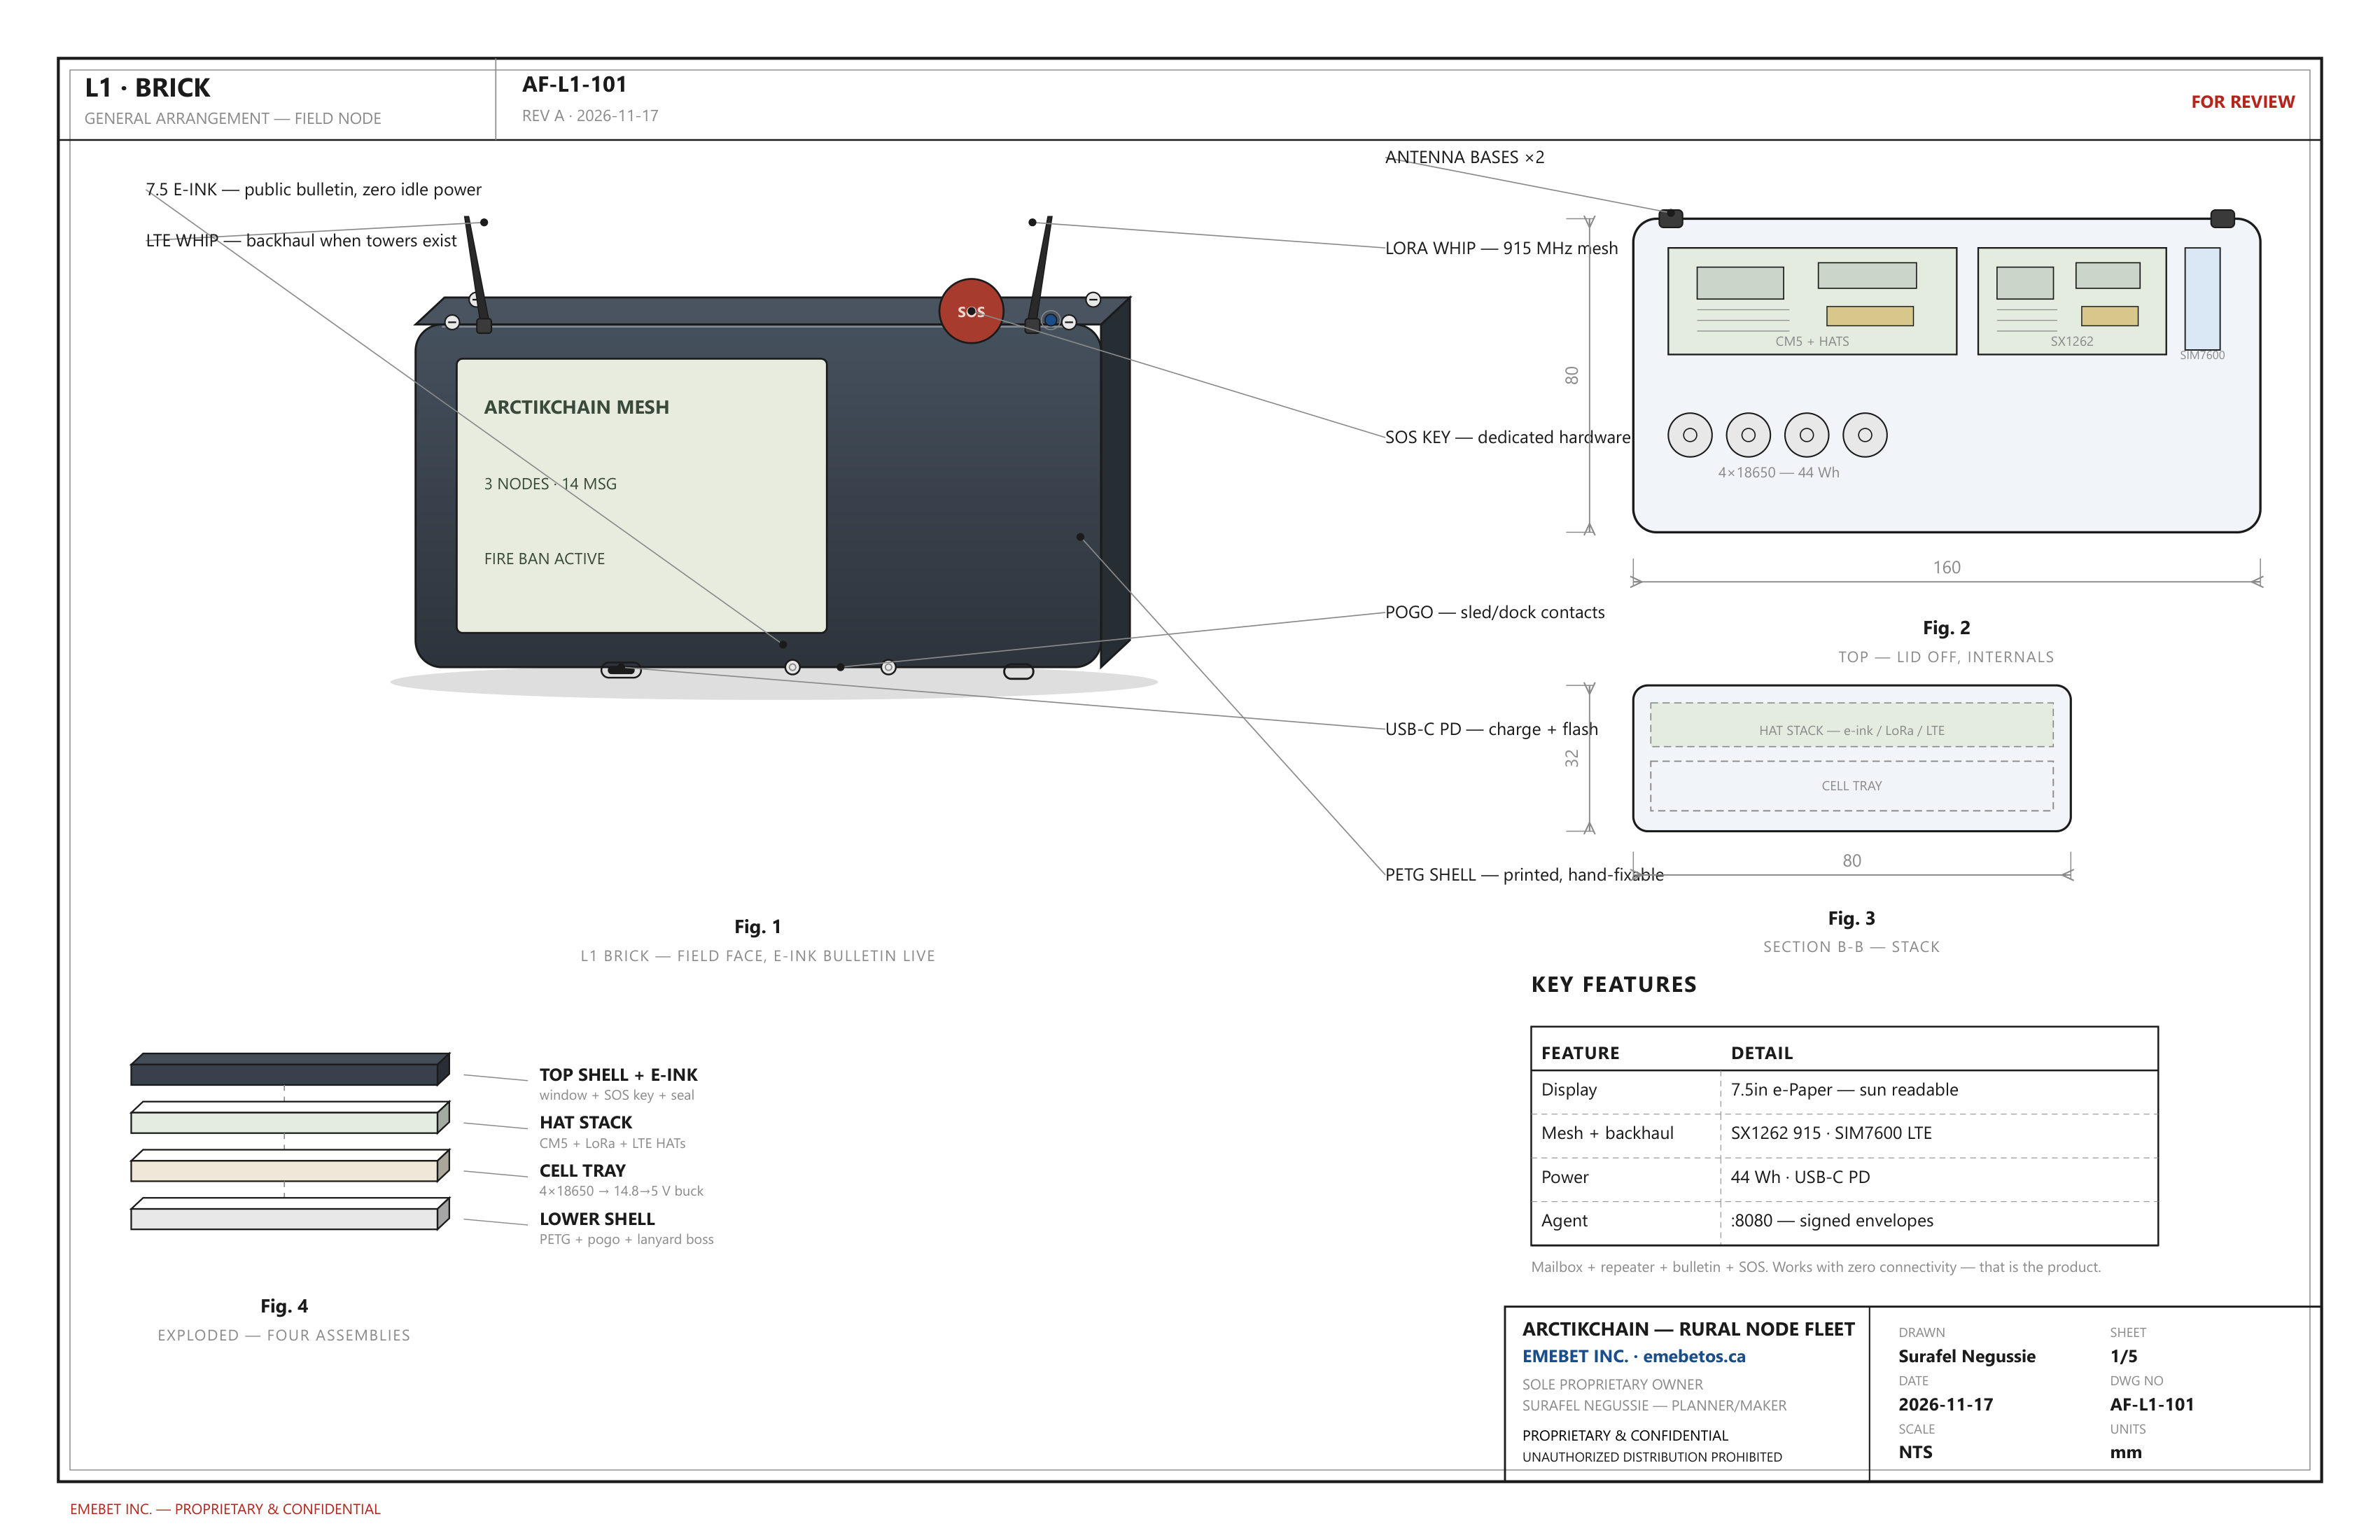 L1 · BRICK
GENERAL ARRANGEMENT — FIELD NODE
AF-L1-101
REV A · 2026-11-17
FOR REVIEW
7.5 E-INK — public bulletin, zero idle power
LTE WHIP — backhaul when towers exist
SOS
ARCTIKCHAIN MESH
3 NODES · 14 MSG
FIRE BAN ACTIVE
ANTENNA BASES ×2
LORA WHIP — 915 MHz mesh
SOS KEY — dedicated hardware
POGO — sled/dock contacts
USB-C PD — charge + flash
PETG SHELL — printed, hand-fixable
Fig. 1
L1 BRICK — FIELD FACE, E-INK BULLETIN LIVE
CM5 + HATS
SX1262
SIM7600
4×18650 — 44 Wh
80
160
Fig. 2
TOP — LID OFF, INTERNALS
HAT STACK — e-ink / LoRa / LTE
CELL TRAY
32
80
Fig. 3
SECTION B-B — STACK
TOP SHELL + E-INK
window + SOS key + seal
HAT STACK
CM5 + LoRa + LTE HATs
CELL TRAY
4×18650 → 14.8→5 V buck
LOWER SHELL
PETG + pogo + lanyard boss
Fig. 4
EXPLODED — FOUR ASSEMBLIES
KEY FEATURES
FEATURE DETAIL
Display 7.5in e-Paper — sun readable
Mesh + backhaul SX1262 915 · SIM7600 LTE
Power 44 Wh · USB-C PD
Agent :8080 — signed envelopes
Mailbox + repeater + bulletin + SOS. Works with zero connectivity — that is the product.
ARCTIKCHAIN — RURAL NODE FLEET
EMEBET INC. · emebetos.ca
SOLE PROPRIETARY OWNER
SURAFEL NEGUSSIE — PLANNER/MAKER
PROPRIETARY & CONFIDENTIAL
UNAUTHORIZED DISTRIBUTION PROHIBITED
DRAWN SHEET
Surafel Negussie 1/5
DATE DWG NO
2026-11-17 AF-L1-101
SCALE UNITS
NTS mm
EMEBET INC. — PROPRIETARY & CONFIDENTIAL